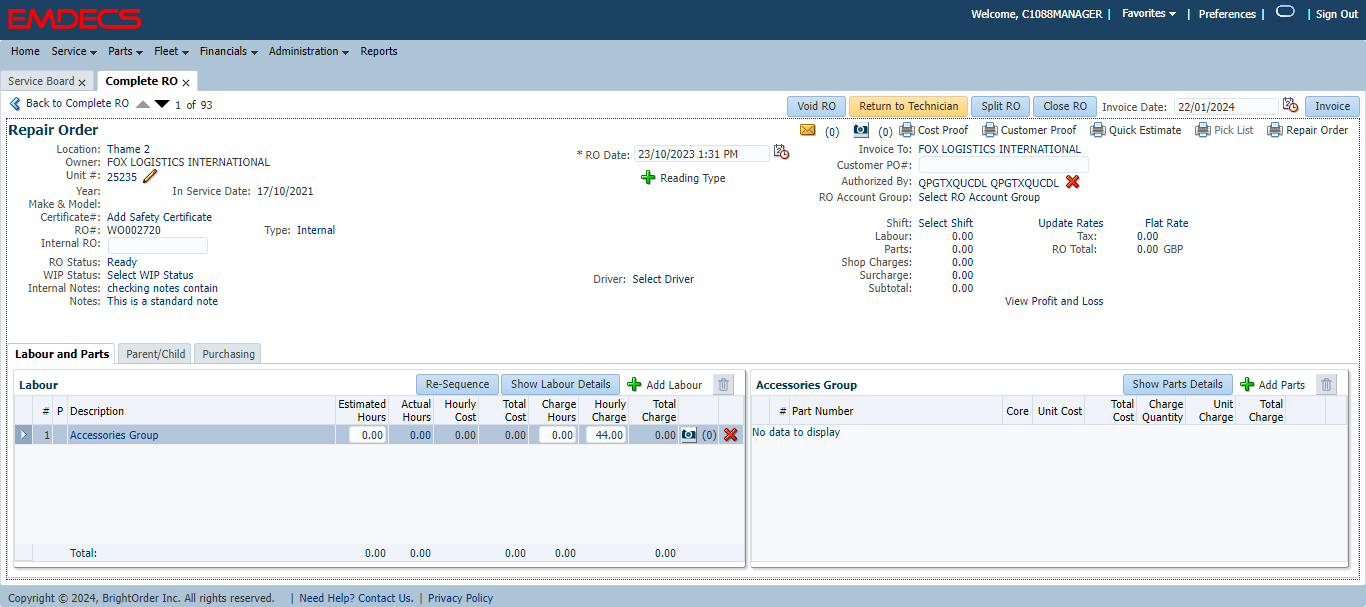 EMDECS
Welcome, C1088MANAGER | Favorites | Preferences | | Sign Out
Home Service Parts Fleet Financials Administration Reports
Service Board x Complete RO x
Back to Complete RO 1 of 93 Void RO Return to Technician Split RO Close RO Invoice Date: 22/01/2024 Invoice
Repair Order (0) (0) Cost Proof Customer Proof Quick Estimate Pick List Repair Order
Location: Thame 2 * RO Date: 23/10/2023 1:31 PM Invoice To: FOX LOGISTICS INTERNATIONAL
Owner: FOX LOGISTICS INTERNATIONAL Customer PO#:
Unit #: 25235 Reading Type Authorized By: QPGTXQUCDL QPGTXQUCDL
Year: In Service Date: 17/10/2021 RO Account Group: Select RO Account Group
Make & Model:
Certificate#: Add Safety Certificate Shift: Select Shift Update Rates Flat Rate
RO#: WO002720 Type: Internal Labour: 0.00 Tax: 0.00
Internal RO: Parts: 0.00 RO Total: 0.00 GBP
RO Status: Ready Shop Charges: 0.00
WIP Status: Select WIP Status Driver: Select Driver Surcharge: 0.00
Internal Notes: checking notes contain Subtotal: 0.00
Notes: This is a standard note View Profit and Loss
Labour and Parts Parent/Child Purchasing
Labour Re-Sequence Show Labour Details Add Labour Accessories Group Show Parts Details Add Parts
# P Description Estimated Hours Actual Hours Hourly Cost Total Cost Charge Hours Hourly Charge Total Charge # Part Number Core Unit Cost Total Cost Charge Quantity Unit Charge Total Charge
1 Accessories Group 0.00 0.00 0.00 0.00 0.00 44.00 0.00 (0) No data to display
Total: 0.00 0.00 0.00 0.00 0.00
Copyright © 2024, BrightOrder Inc. All rights reserved. | Need Help? Contact Us. | Privacy Policy